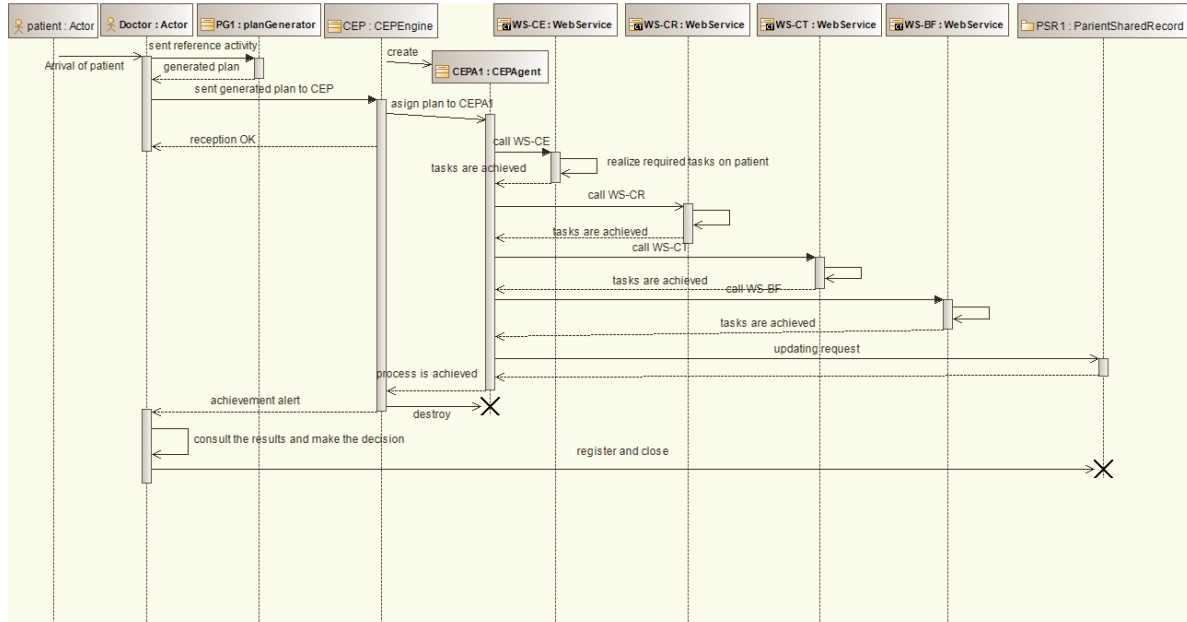 patient : Actor
Doctor : Actor
PG1 : planGenerator
CEP : CEPEngine
WS-CE : WebService
WS-CR : WebService
WS-CT : WebService
WS-BF : WebService
PSR1 : ParientSharedRecord
sent reference activity
create
Arrival of patient
generated plan
CEPA1 : CEPAgent
sent generated plan to CEP
asign plan to CEPA1
reception OK
call WS-CE
realize required tasks on patient
tasks are achieved
call WS-CR
tasks are achieved
call WS-CT
tasks are achieved
call WS-BF
tasks are achieved
updating request
process is achieved
achievement alert
destroy
consult the results and make the decision
register and close